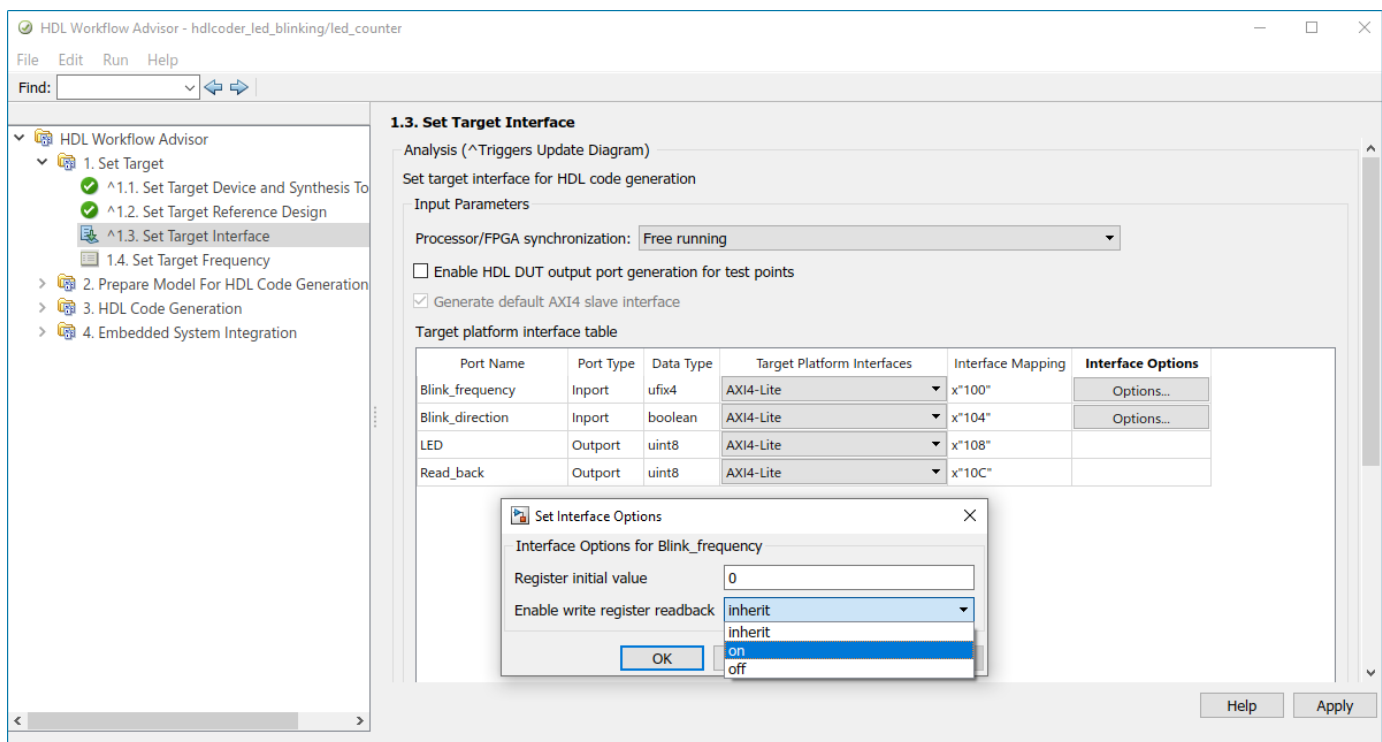 HDL Workflow Advisor - hdlcoder_led_blinking/led_counter
File Edit Run Help
Find:
HDL Workflow Advisor
1. Set Target
^1.1. Set Target Device and Synthesis To
^1.2. Set Target Reference Design
^1.3. Set Target Interface
1.4. Set Target Frequency
2. Prepare Model For HDL Code Generation
3. HDL Code Generation
4. Embedded System Integration
1.3. Set Target Interface
Analysis (^Triggers Update Diagram)
Set target interface for HDL code generation
Input Parameters
Processor/FPGA synchronization: Free running
Enable HDL DUT output port generation for test points
Generate default AXI4 slave interface
Target platform interface table
Port Name Port Type Data Type Target Platform Interfaces Interface Mapping Interface Options
Blink_frequency Inport ufix4 AXI4-Lite x"100" Options...
Blink_direction Inport boolean AXI4-Lite x"104" Options...
LED Outport uint8 AXI4-Lite x"108"
Read_back Outport uint8 AXI4-Lite x"10C"
Set Interface Options
Interface Options for Blink_frequency
Register initial value 0
Enable write register readback inherit
inherit
on
off
OK
Help Apply